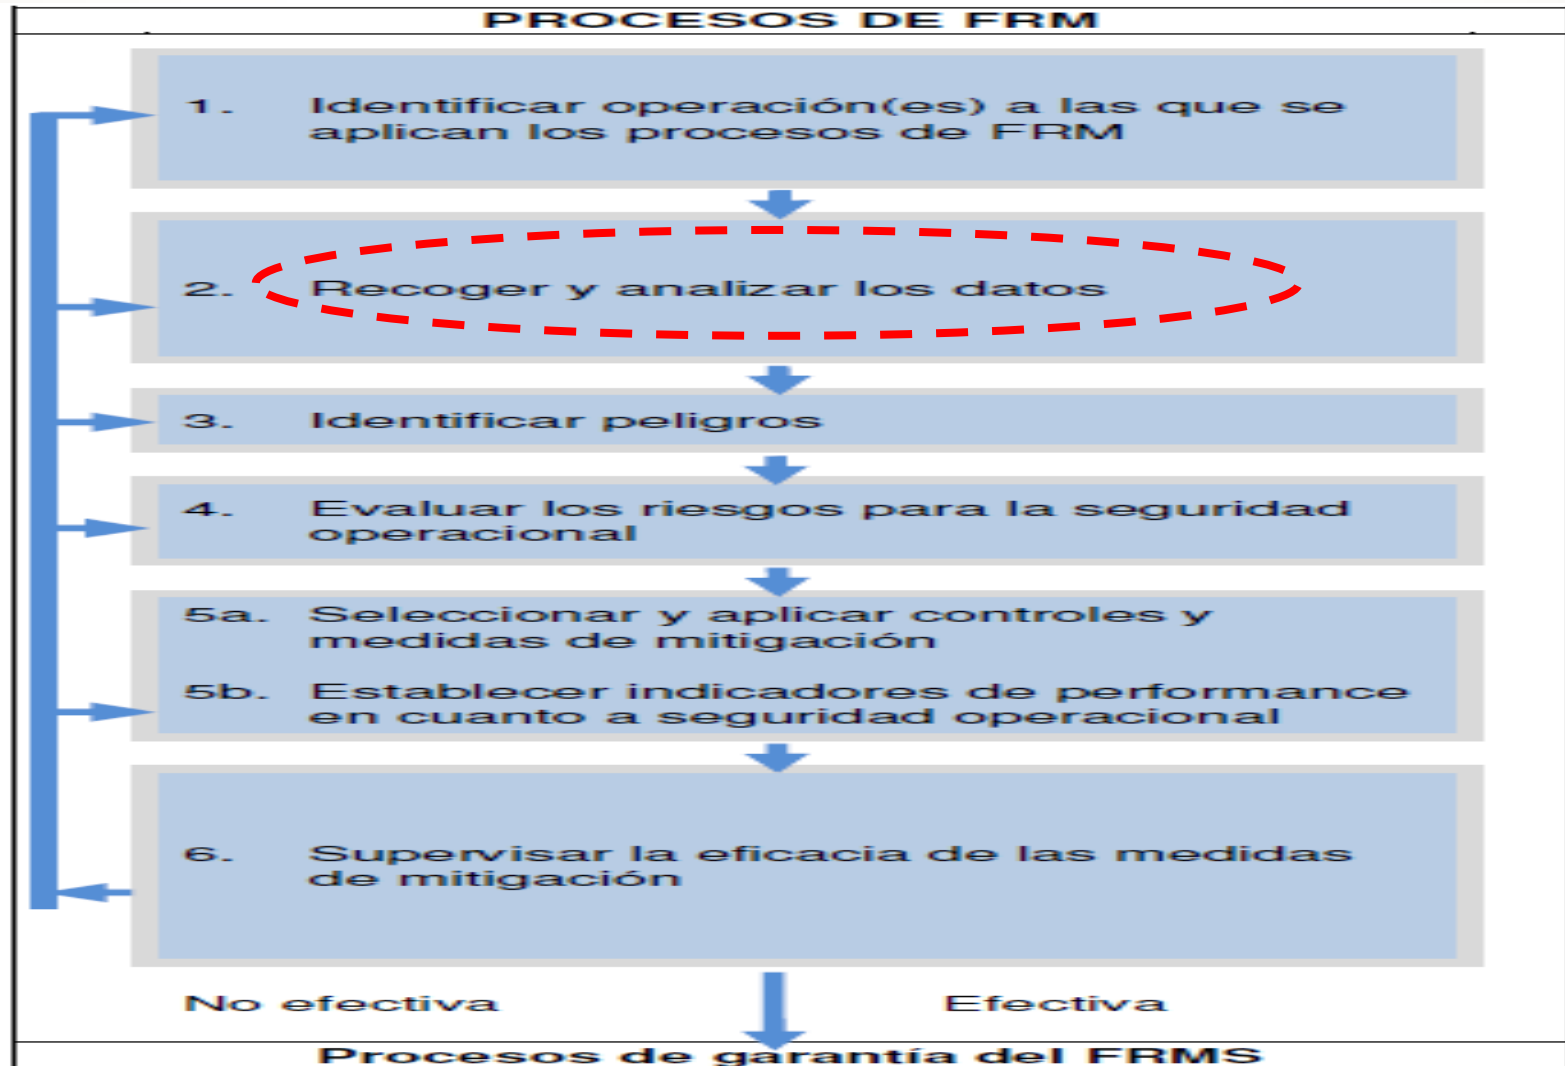 PROCESOS DE FRM
1. Identificar operación(es) a las que se
aplican los procesos de FRM
2. Recoger y analizar los datos
3. Identificar peligros
4. Evaluar los riesgos para la seguridad
operacional
5a. Seleccionar y aplicar controles y
medidas de mitigación
5b. Establecer indicadores de performance
en cuanto a seguridad operacional
6. Supervisar la eficacia de las medidas
de mitigación
No efectiva Efectiva
Procesos de garantía del FRMS